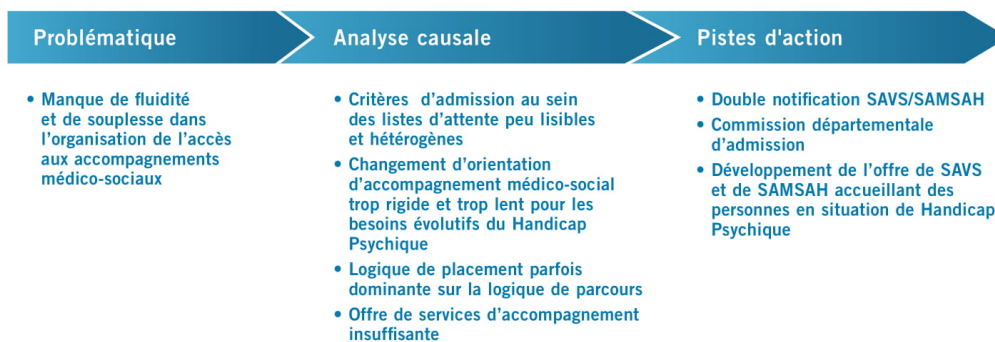 Problématique
Analyse causale
Pistes d'action
• Manque de fluidité
et de souplesse dans
l'organisation de l'accès
aux accompagnements
médico-sociaux
• Critères d'admission au sein
des listes d'attente peu lisibles
et hétérogènes
• Changement d'orientation
d'accompagnement médico-social
trop rigide et trop lent pour les
besoins évolutifs du Handicap
Psychique
• Logique de placement parfois
dominante sur la logique de parcours
• Offre de services d'accompagnement
insuffisante
• Double notification SAVS/SAMSAH
• Commission départementale
d'admission
• Développement de l'offre de SAVS
et de SAMSAH accueillant des
personnes en situation de Handicap
Psychique